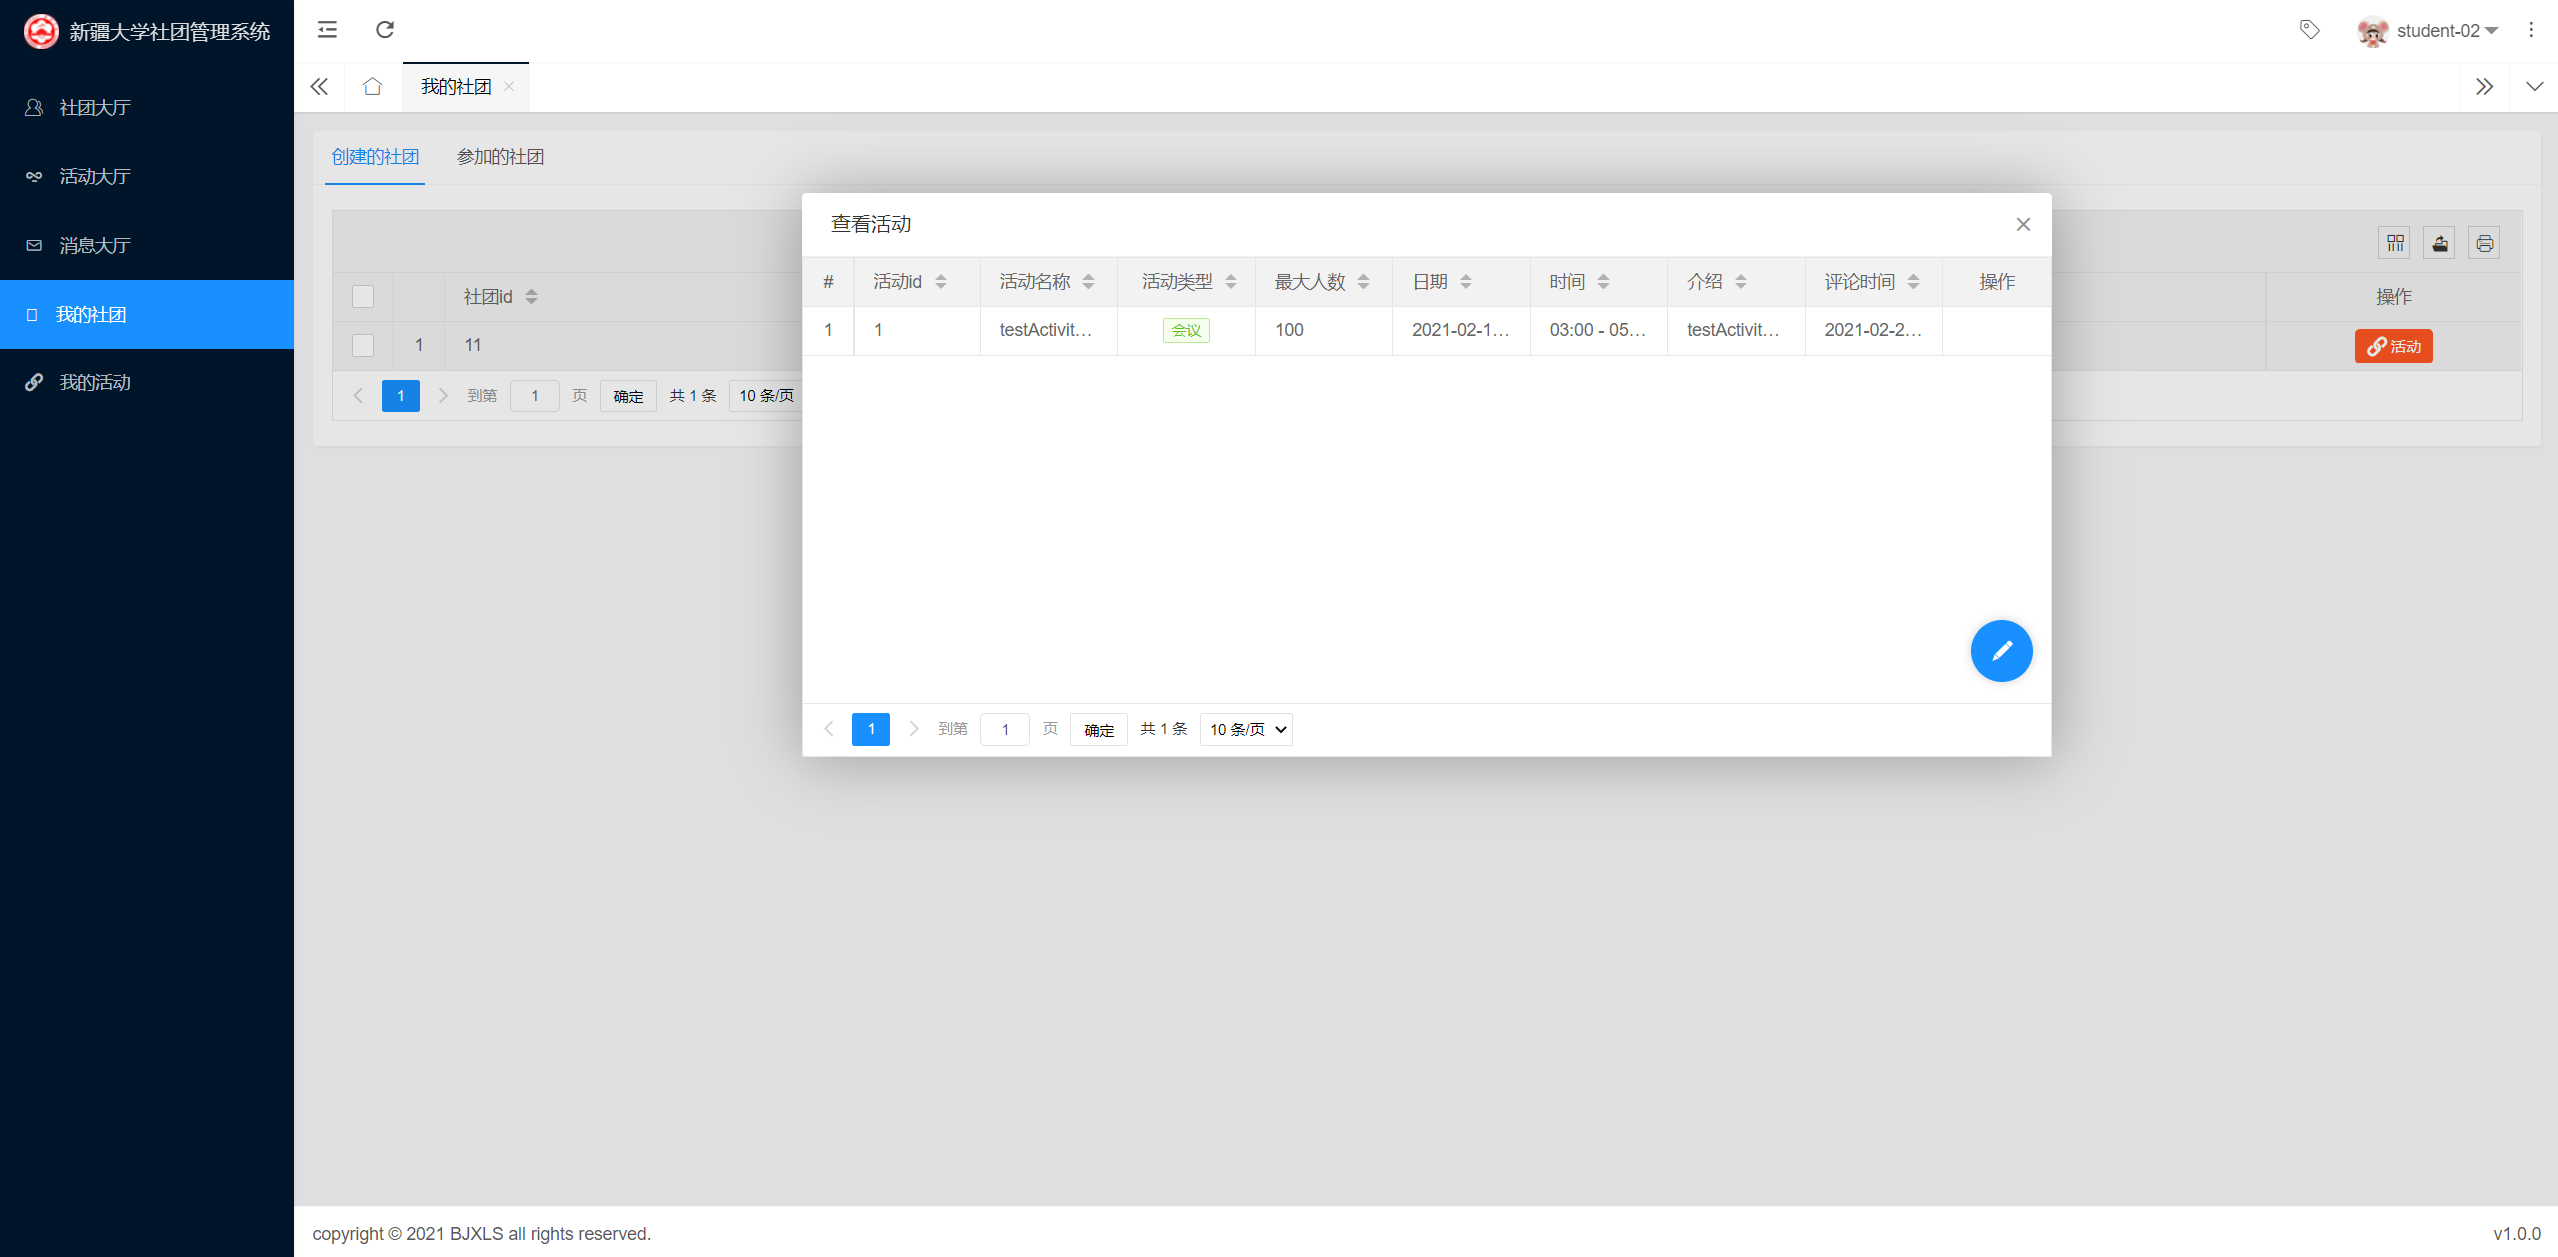 新疆大学社团管理系统
student-02
社团大厅
活动大厅
消息大厅
我的社团
我的活动
我的社团
创建的社团 参加的社团
社团id 操作
1 11 活动
1 到第 1 页 确定 共 1 条 10 条/页
查看活动
# 活动id 活动名称 活动类型 最大人数 日期 时间 介绍 评论时间 操作
1 1 testActivit... 会议 100 2021-02-1... 03:00 - 05... testActivit... 2021-02-2...
1 到第 1 页 确定 共 1 条 10 条/页
copyright © 2021 BJXLS all rights reserved.
v1.0.0